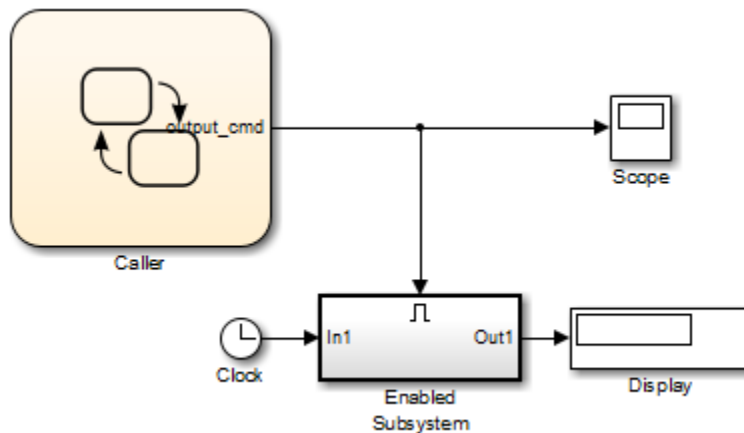 output_cmd
Scope
Caller
In1
Out1
Clock
Display
Enabled
Subsystem